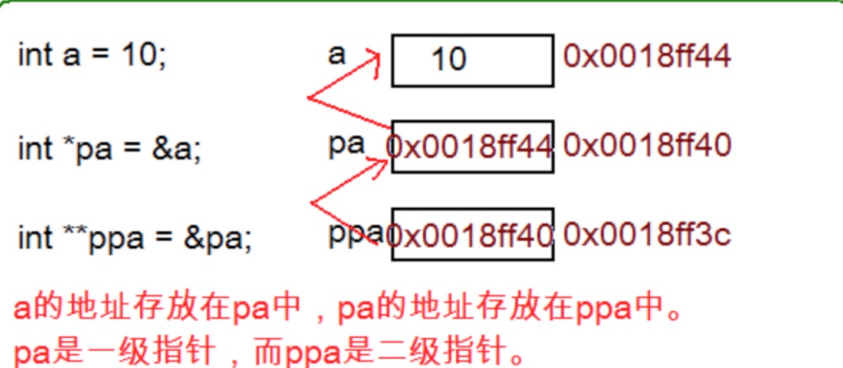 int a = 10; a 10 0x0018ff44
int *pa = &a; pa 0x0018ff44 0x0018ff40
int **ppa = &pa; ppa 0x0018ff40 0x0018ff3c
a的地址存放在pa中，pa的地址存放在ppa中。
pa是一级指针，而ppa是二级指针。